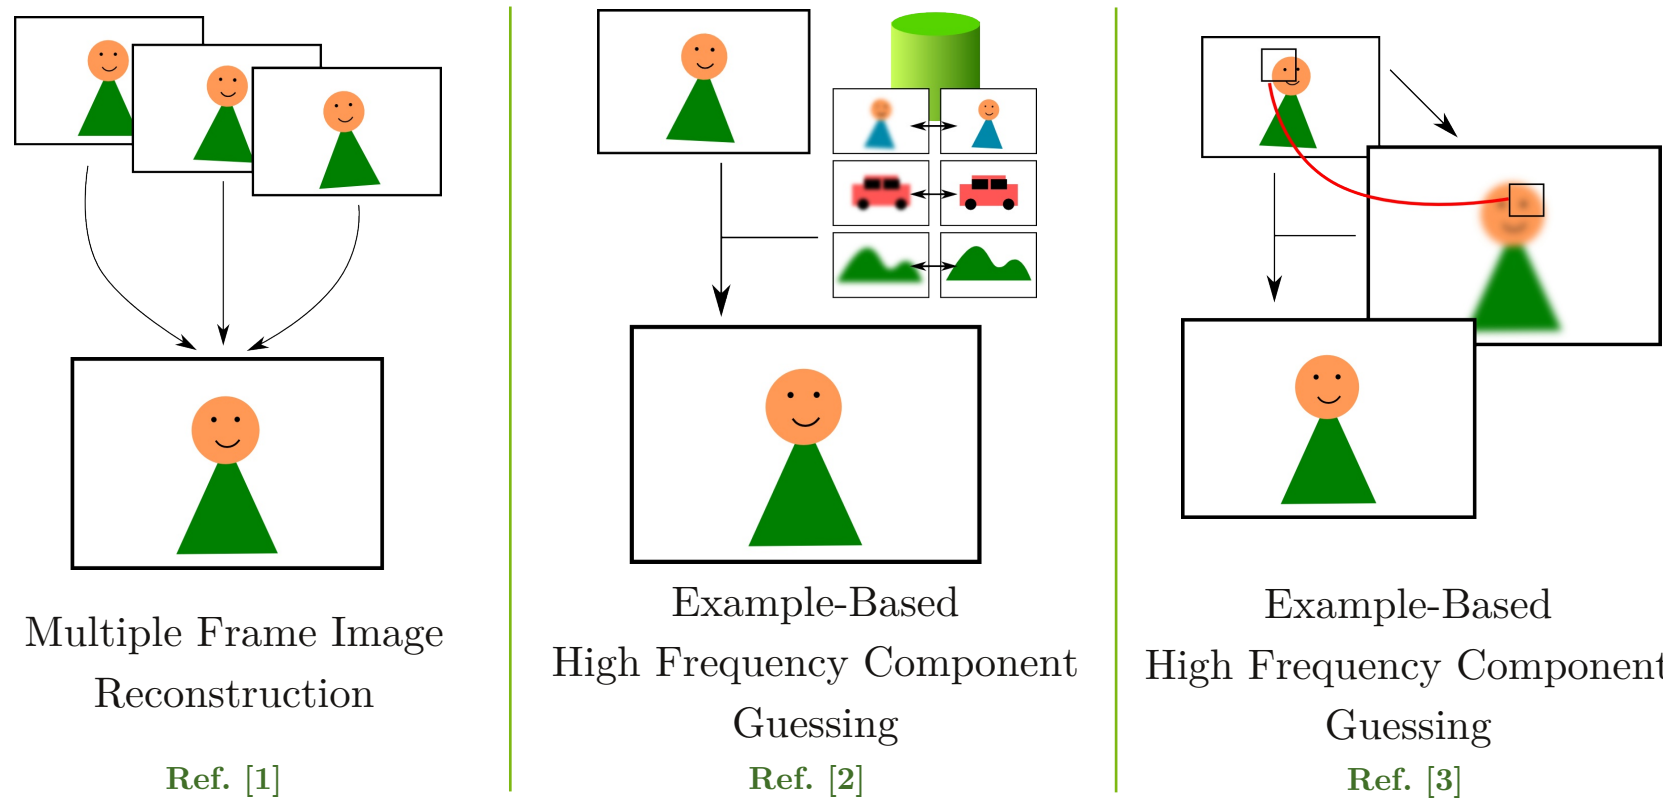 Multiple Frame Image
Reconstruction
Ref. [1]
Example-Based
High Frequency Component
Guessing
Ref. [2]
Example-Based
High Frequency Component
Guessing
Ref. [3]